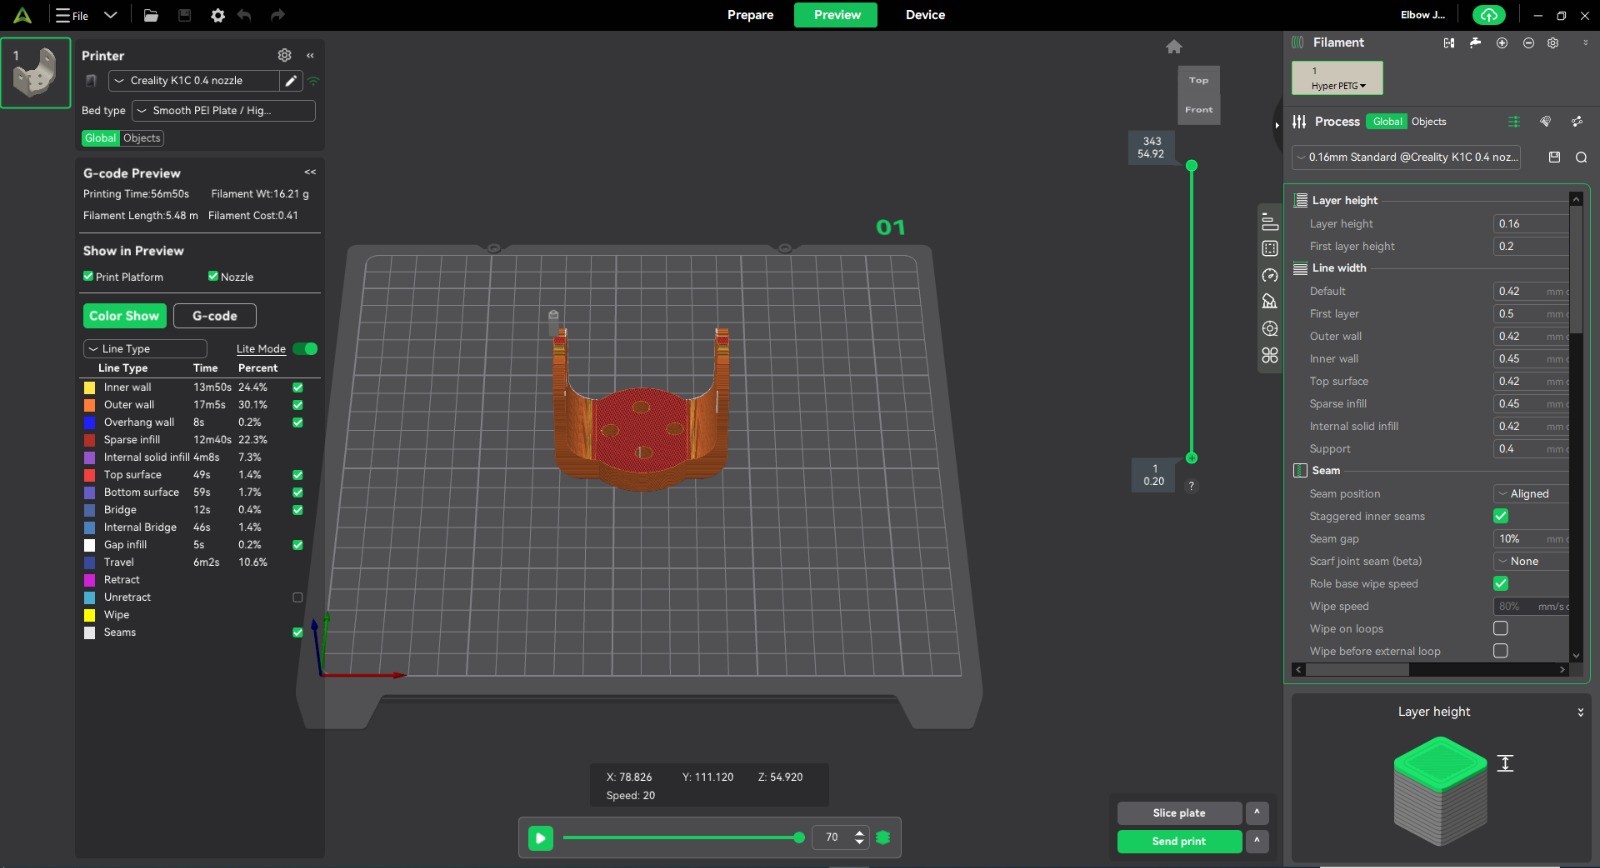 File
Prepare
Preview
Device
Elbow J...
1
Printer
Creality K1C 0.4 nozzle
Bed type
Smooth PEI Plate / Hig...
Global
Objects
G-code Preview
<<
Printing Time:56m50s Filament Wt:16.21 g
Filament Length:5.48 m Filament Cost:0.41
Show in Preview
Print Platform
Nozzle
Color Show
G-code
Line Type
Lite Mode
Line Type Time Percent
Inner wall 13m50s 24.4%
Outer wall 17m5s 30.1%
Overhang wall 8s 0.2%
Sparse infill 12m40s 22.3%
Internal solid infill 4m8s 7.3%
Top surface 49s 1.4%
Bottom surface 59s 1.7%
Bridge 12s 0.4%
Internal Bridge 46s 1.4%
Gap infill 5s 0.2%
Travel 6m2s 10.6%
Retract
Unretract
Wipe
Seams
01
Top
Front
343
54.92
1
0.20
?
X: 78.826 Y: 111.120 Z: 54.920
Speed: 20
70
Slice plate
Send print
Filament
1
Hyper PETG
Process
Global
Objects
0.16mm Standard @Creality K1C 0.4 noz...
Layer height
Layer height 0.16
First layer height 0.2
Line width
Default 0.42 mm
First layer 0.5 mm
Outer wall 0.42 mm
Inner wall 0.45 mm
Top surface 0.42 mm
Sparse infill 0.45 mm
Internal solid infill 0.42 mm
Support 0.4 mm
Seam
Seam position Aligned
Staggered inner seams
Seam gap 10% mm
Scarf joint seam (beta) None
Role base wipe speed
Wipe speed 80% mm/s
Wipe on loops
Wipe before external loop
Layer height